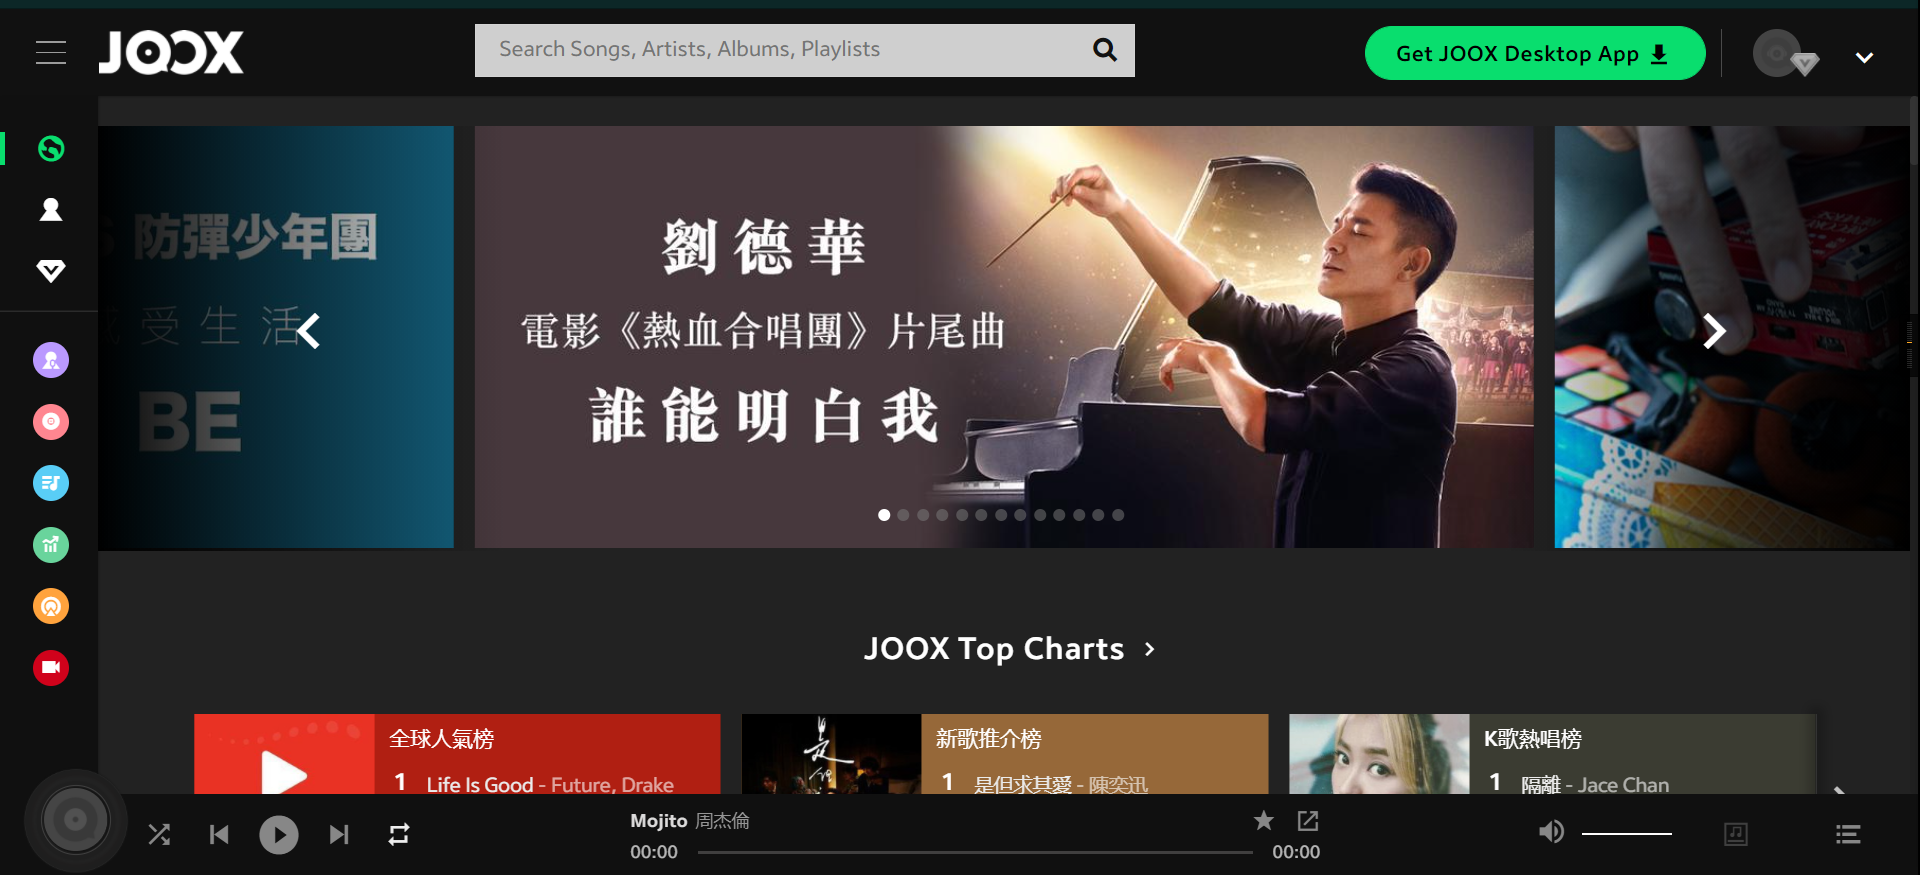 JOOX
Search Songs, Artists, Albums, Playlists
Get JOOX Desktop App
防彈少年團
受生活
BE
劉德華
電影《熱血合唱團》片尾曲
誰能明白我
JOOX Top Charts
全球人氣榜
1 Life Is Good - Future, Drake
新歌推介榜
1 是但求其愛 - 陳奕迅
K歌熱唱榜
1 隔離 - Jace Chan
Mojito 周杰倫
00:00
00:00